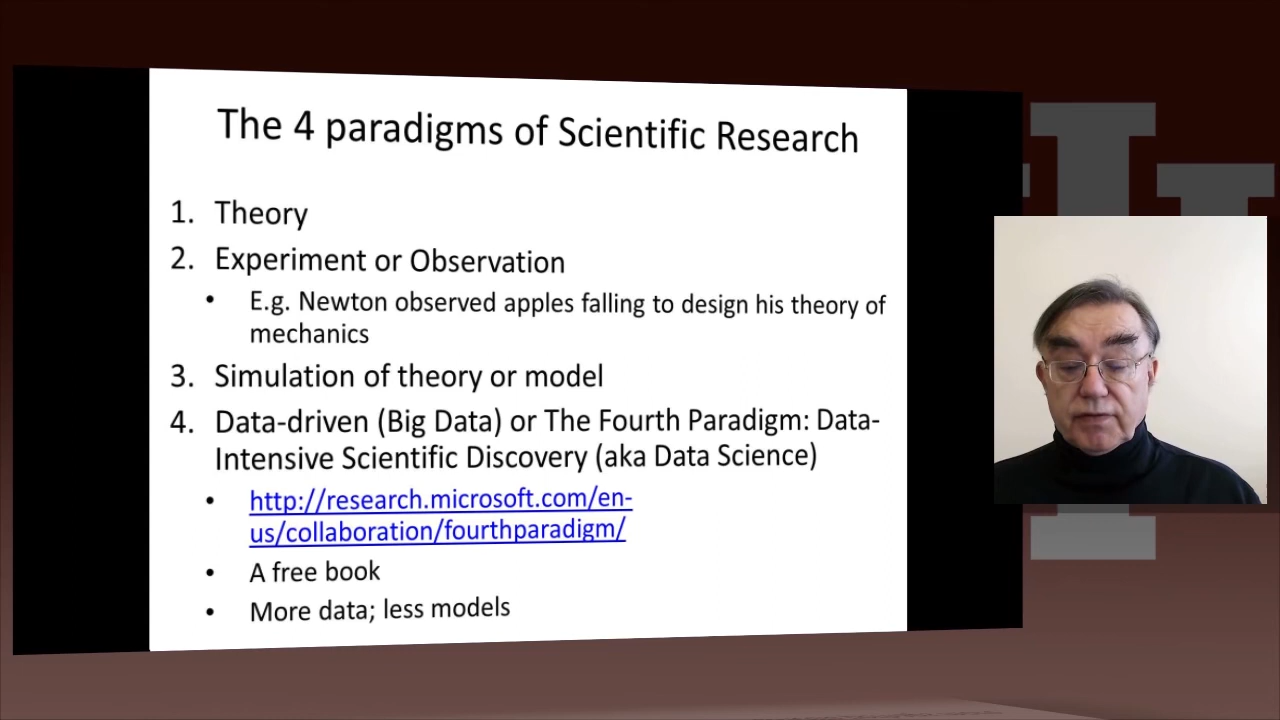 The 4 paradigms of Scientific Research
1. Theory
2. Experiment or Observation
• E.g. Newton observed apples falling to design his theory of
mechanics
3. Simulation of theory or model
4. Data-driven (Big Data) or The Fourth Paradigm: Data-
Intensive Scientific Discovery (aka Data Science)
• http://research.microsoft.com/en-
us/collaboration/fourthparadigm/
• A free book
• More data; less models